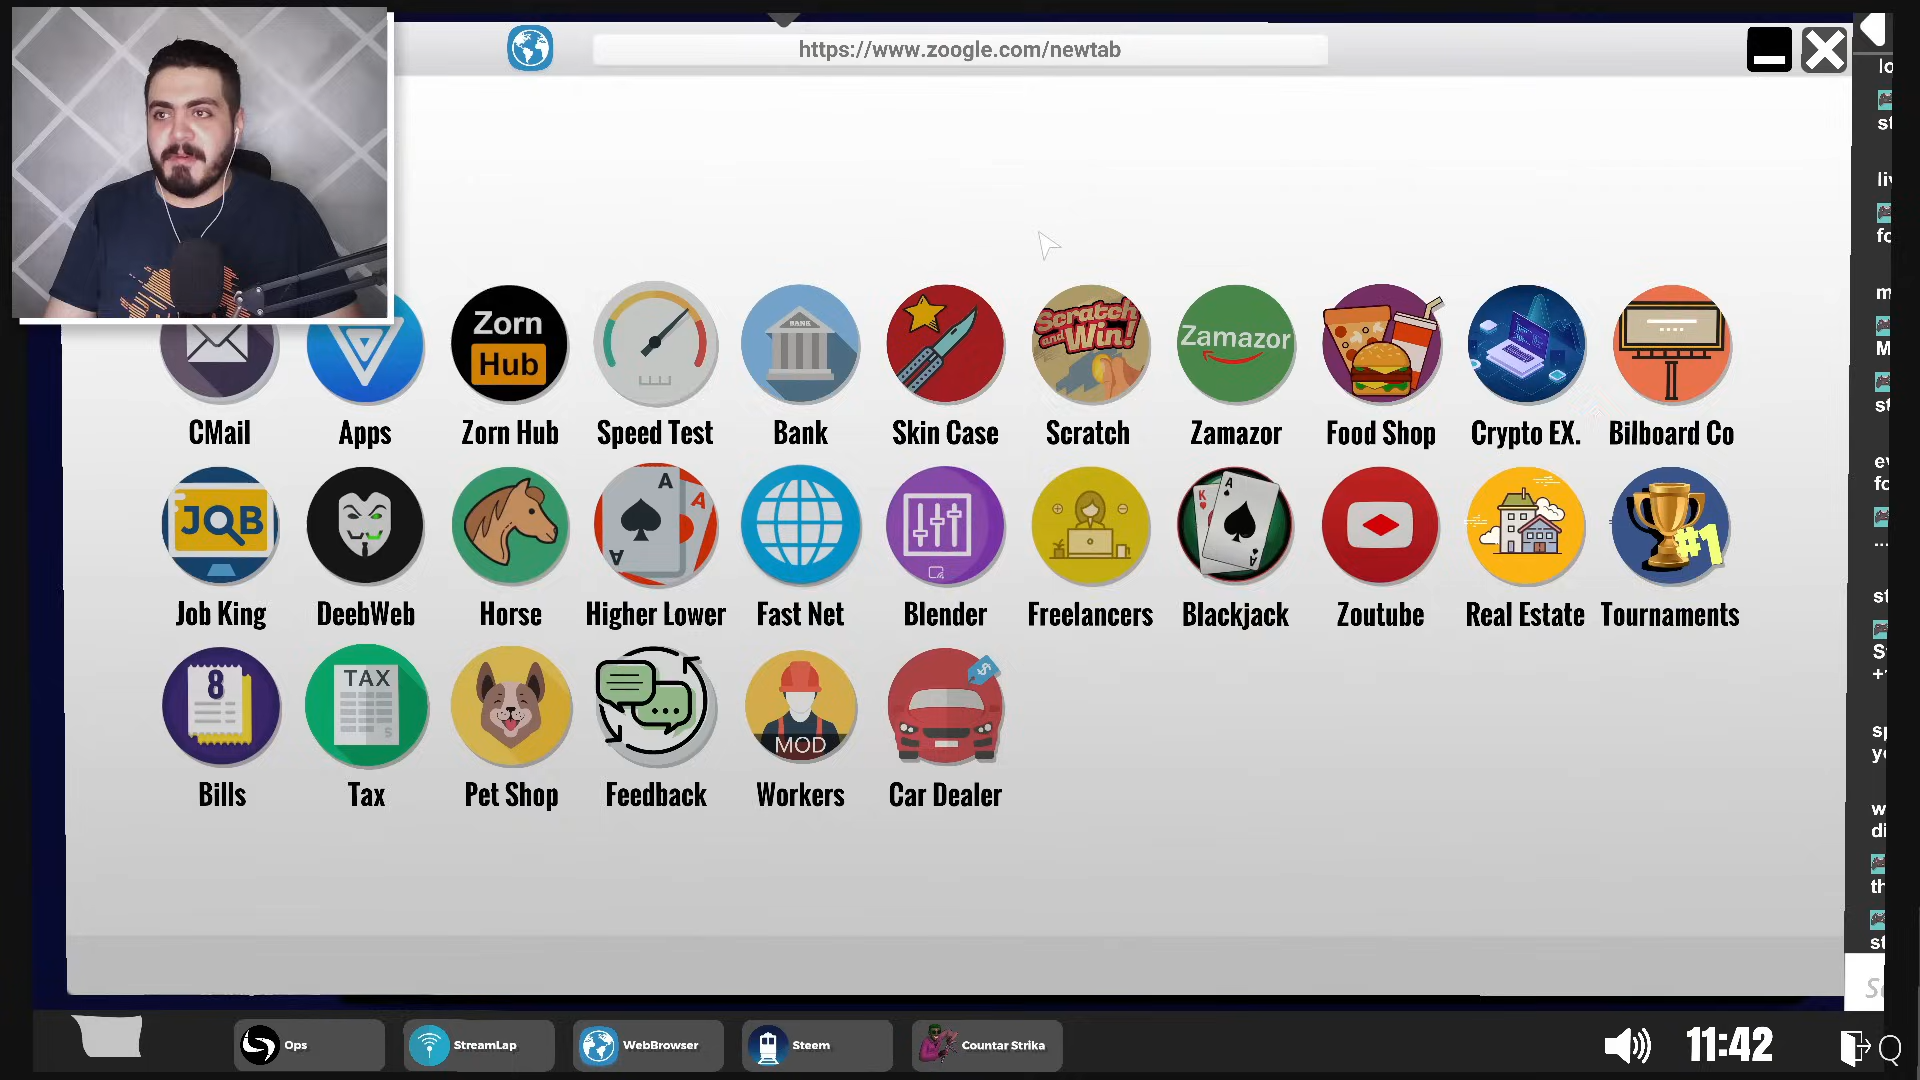 https://www.zoogle.com/newtab
Zorn
Hub
BANK
Scratch
and Win!
Zamazor
CMail
Apps
Zorn Hub
Speed Test
Bank
Skin Case
Scratch
Zamazor
Food Shop
Crypto EX.
Bilboard Co
JOB
A
A
A
K
A
#1
Job King
DeebWeb
Horse
Higher Lower
Fast Net
Blender
Freelancers
Blackjack
Zoutube
Real Estate
Tournaments
8
TAX
$
MOD
$
Bills
Tax
Pet Shop
Feedback
Workers
Car Dealer
Ops
StreamLap
WebBrowser
Steem
Countar Strika
11:42
Q